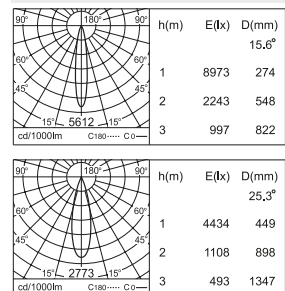 90° 180° 90°
60° 60°
45° 45°
15° 5612 15°
cd/1000lm C180 ····· C0 —
h(m) E(lx) D(mm)
15.6°
1 8973 274
2 2243 548
3 997 822
90° 180° 90°
60° 60°
45° 45°
15° 2773 15°
cd/1000lm C180 ····· C0 —
h(m) E(lx) D(mm)
25.3°
1 4434 449
2 1108 898
3 493 1347